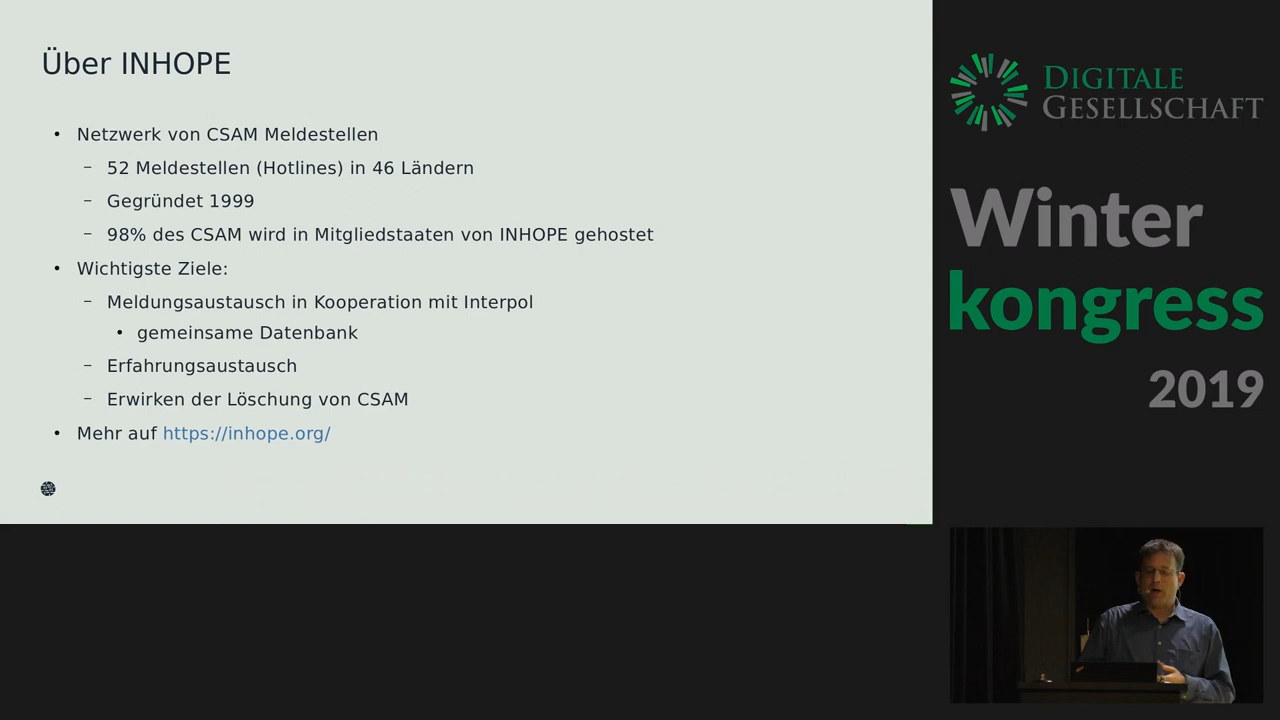 Über INHOPE
• Netzwerk von CSAM Meldestellen
– 52 Meldestellen (Hotlines) in 46 Ländern
– Gegründet 1999
– 98% des CSAM wird in Mitgliedstaaten von INHOPE gehostet
• Wichtigste Ziele:
– Meldungsaustausch in Kooperation mit Interpol
• gemeinsame Datenbank
– Erfahrungsaustausch
– Erwirken der Löschung von CSAM
• Mehr auf https://inhope.org/
DIGITALE
GESELLSCHAFT
Winter
kongress
2019